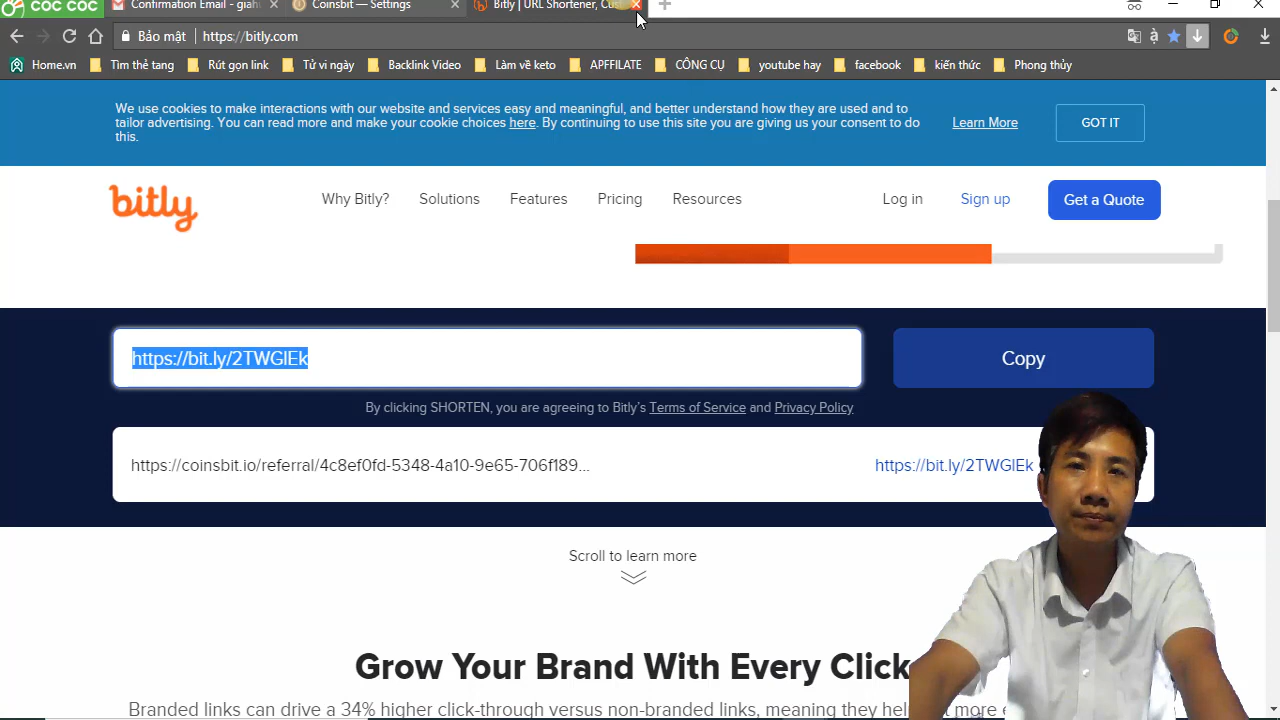 CỐC CỐC
Confirmation Email - giah
Coinsbit — Settings
Bitly | URL Shortener, Cus
Bảo mật
https://bitly.com
Home.vn
Tìm thẻ tang
Rút gọn link
Tử vi ngày
Backlink Video
Làm về keto
APFFILATE
CÔNG CỤ
youtube hay
facebook
kiến thức
Phong thủy
We use cookies to make interactions with our website and services easy and meaningful, and better understand how they are used and to
tailor advertising. You can read more and make your cookie choices here. By continuing to use this site you are giving us your consent to do
this.
Learn More
GOT IT
bitly
Why Bitly?
Solutions
Features
Pricing
Resources
Log in
Sign up
Get a Quote
https://bit.ly/2TWGlEk
Copy
By clicking SHORTEN, you are agreeing to Bitly’s Terms of Service and Privacy Policy
https://coinsbit.io/referral/4c8ef0fd-5348-4a10-9e65-706f189...
https://bit.ly/2TWGlEk
Scroll to learn more
Grow Your Brand With Every Click
Branded links can drive a 34% higher click-through versus non-branded links, meaning they help